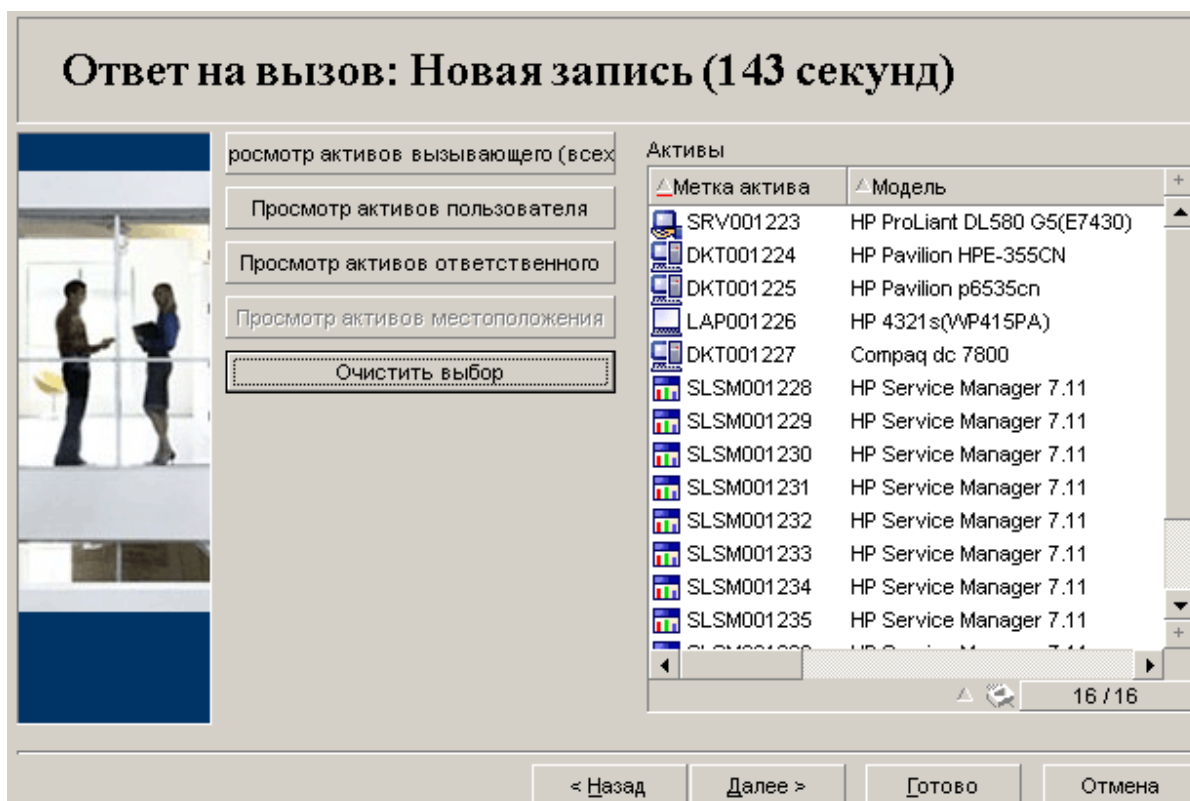 Ответ на вызов: Новая запись (143 секунд)
росмотр активов вызывающего (всех
Просмотр активов пользователя
Просмотр активов ответственного
Просмотр активов местоположения
Очистить выбор
Активы
Метка актива Модель
SRV001223 HP ProLiant DL580 G5(E7430)
DKT001224 HP Pavilion HPE-355CN
DKT001225 HP Pavilion p6535cn
LAP001226 HP 4321s(WP415PA)
DKT001227 Compaq dc 7800
SLSM001228 HP Service Manager 7.11
SLSM001229 HP Service Manager 7.11
SLSM001230 HP Service Manager 7.11
SLSM001231 HP Service Manager 7.11
SLSM001232 HP Service Manager 7.11
SLSM001233 HP Service Manager 7.11
SLSM001234 HP Service Manager 7.11
SLSM001235 HP Service Manager 7.11
16 / 16
< Назад Далее > Готово Отмена